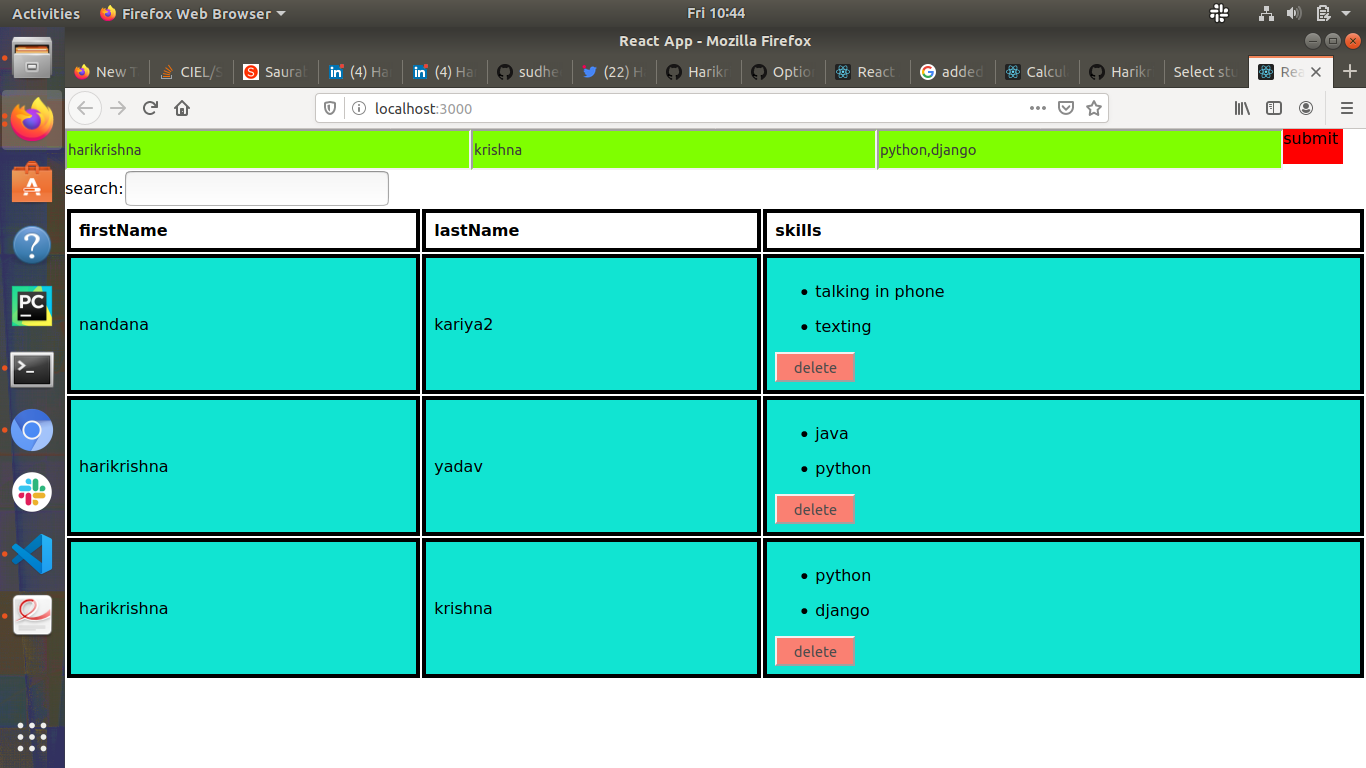 Activities Firefox Web Browser Fri 10:44
React App - Mozilla Firefox
New T CIEL/S Saural (4) Ha (4) Ha sudhe (22) H Harikr Option React added Calcul Harikr Select stu Rea
localhost:3000
harikrishna krishna python,django submit
search:
firstName lastName skills
talking in phone
nandana kariya2
texting
delete
java
harikrishna yadav
python
delete
python
harikrishna krishna
django
delete